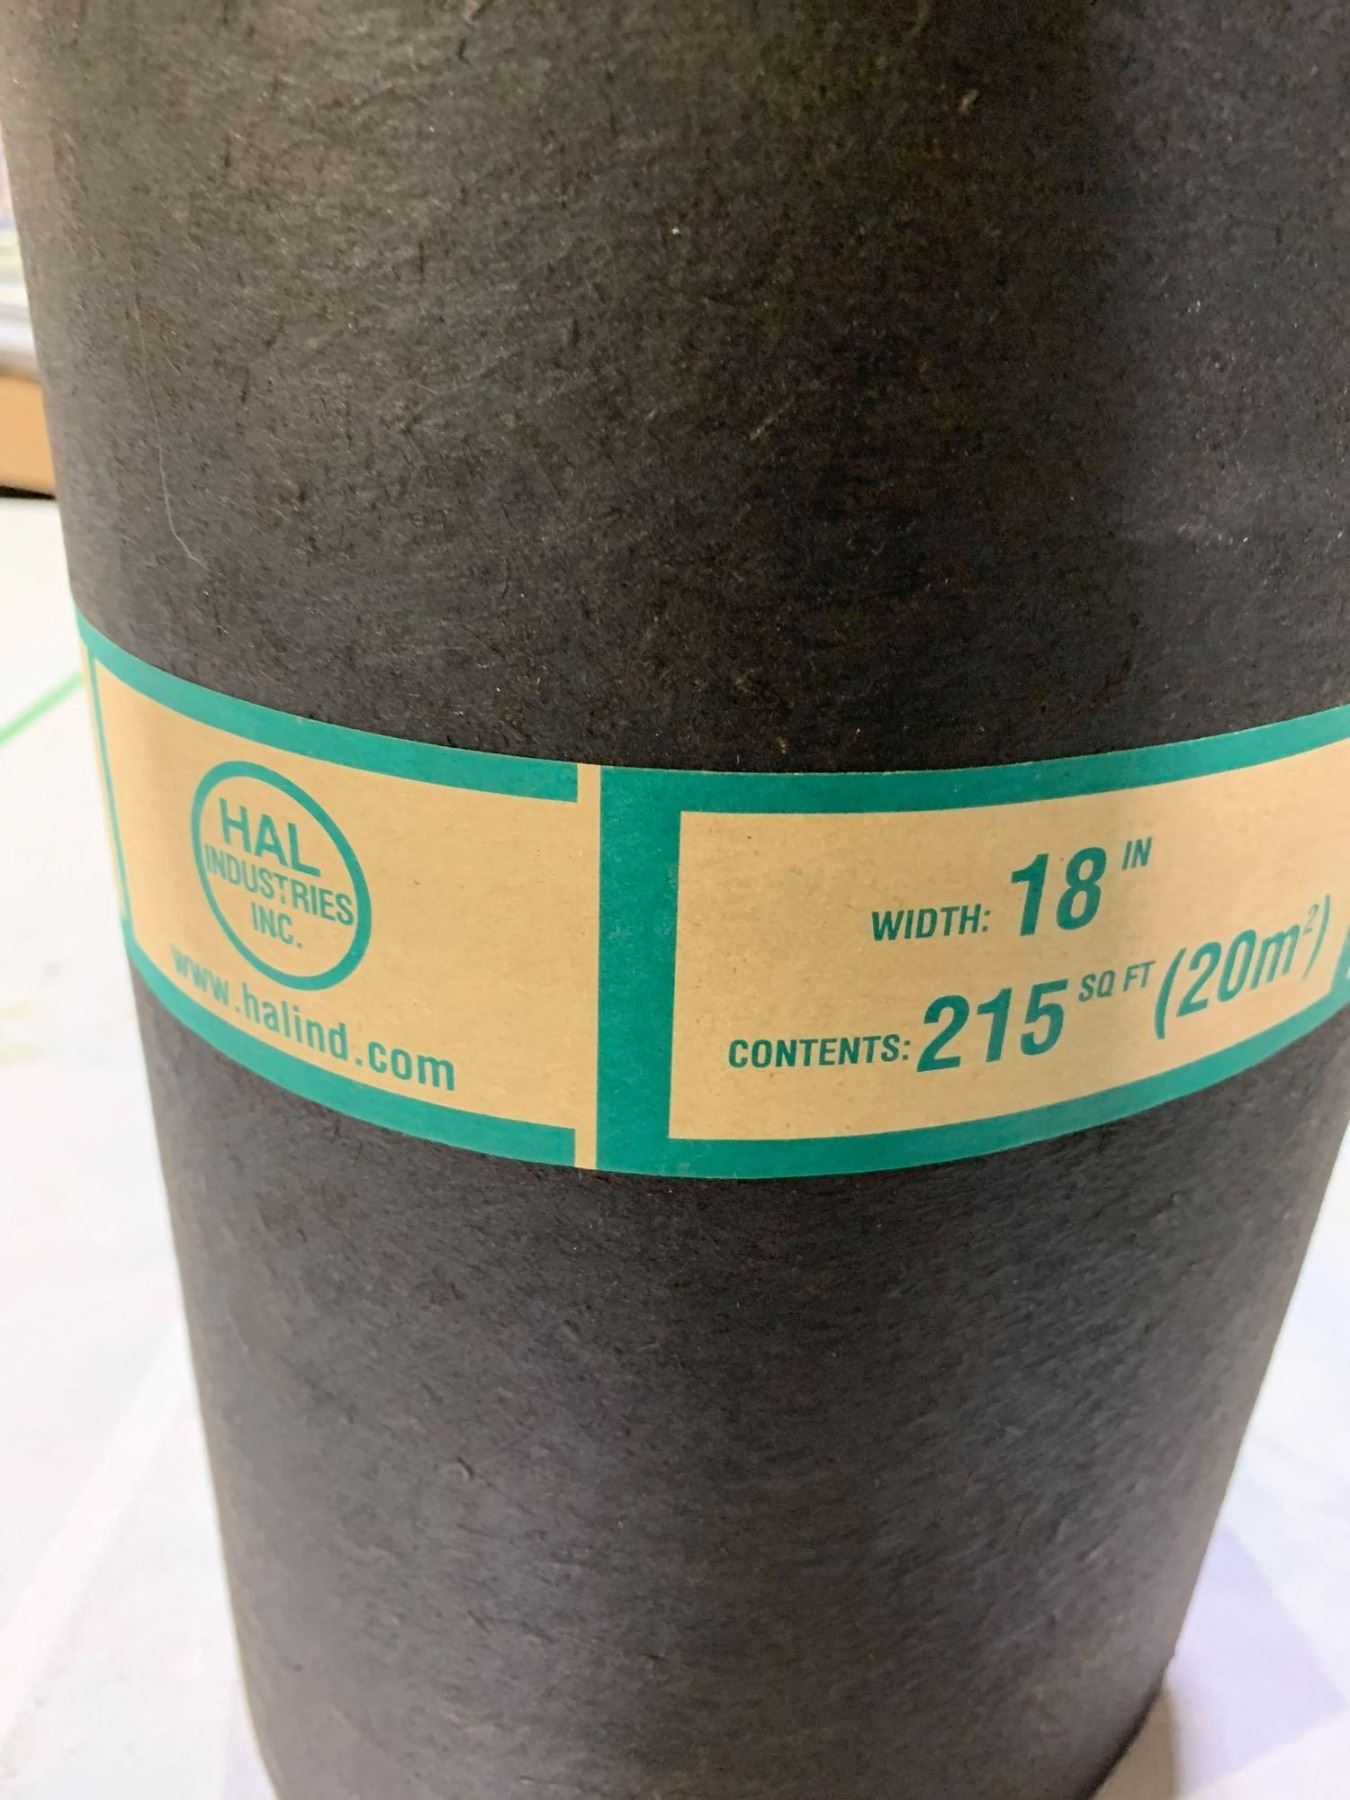 HAL
INDUSTRIES
INC.
www.halind.com
WIDTH: 18 IN
CONTENTS: 215 SQ FT (20m²)